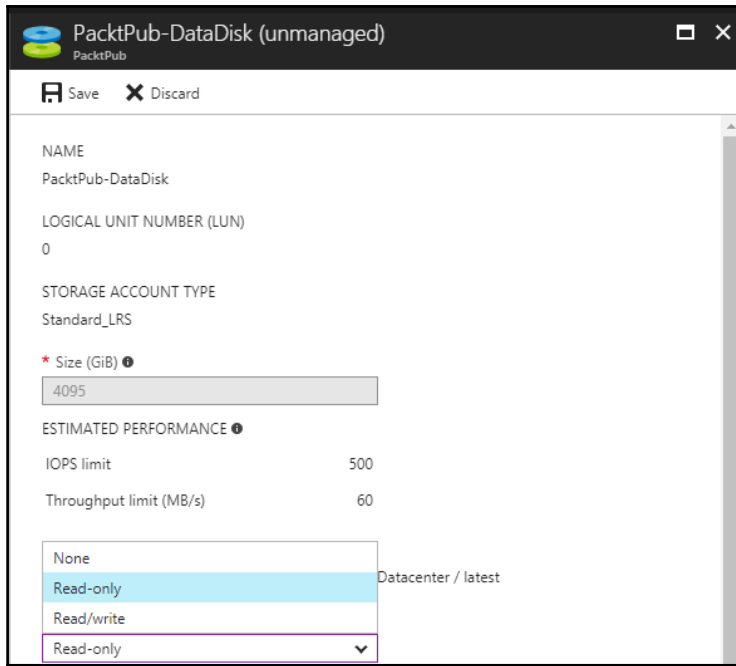 PacktPub-DataDisk (unmanaged)
PacktPub
Save Discard
NAME
PacktPub-DataDisk
LOGICAL UNIT NUMBER (LUN)
0
STORAGE ACCOUNT TYPE
Standard_LRS
* Size (GiB)
4095
ESTIMATED PERFORMANCE
IOPS limit 500
Throughput limit (MB/s) 60
None
Datacenter / latest
Read-only
Read/write
Read-only